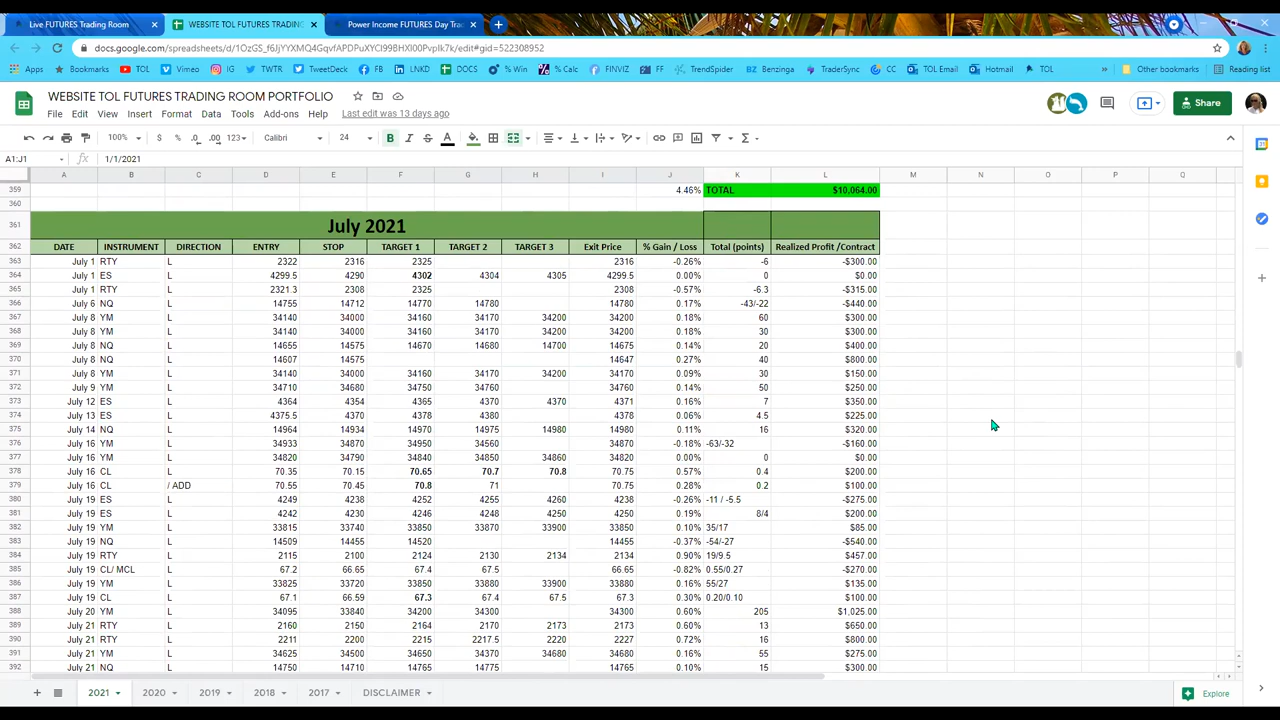 Live FUTURES Trading Room × WEBSITE TOL FUTURES TRADING × Power Income FUTURES Day Trad × +
docs.google.com/spreadsheets/d/1OzGS_f6JjYYXMQ4GqvfAPDPuXYCI99BHXl00PvpIk7k/edit#gid=522308952
Apps Bookmarks TOL Vimeo IG TWTR TweetDeck FB LNKD DOCS % Win % Calc FINVIZ FF TrendSpider Benzinga TraderSync CC TOL Email Hotmail TOL » Other bookmarks Reading list
WEBSITE TOL FUTURES TRADING ROOM PORTFOLIO
File Edit View Insert Format Data Tools Add-ons Help Last edit was 13 days ago Share
100% $ % .0 .00 123 Calibri 24 B I S A
A1:J1 fx 1/1/2021
A B C D E F G H I J K L M N O P Q
359 4.46% TOTAL $10,064.00
360
361 July 2021
362 DATE INSTRUMENT DIRECTION ENTRY STOP TARGET 1 TARGET 2 TARGET 3 Exit Price % Gain / Loss Total (points) Realized Profit /Contract
363 July 1 RTY L 2322 2316 2325 2316 -0.26% -6 -$300.00
364 July 1 ES L 4299.5 4290 4302 4304 4305 4299.5 0.00% 0 $0.00
365 July 1 RTY L 2321.3 2308 2325 2308 -0.57% -6.3 -$315.00
366 July 6 NQ L 14755 14712 14770 14780 14780 0.17% -43/-22 -$440.00
367 July 8 YM L 34140 34000 34160 34170 34200 34200 0.18% 60 $300.00
368 July 8 YM L 34140 34000 34160 34170 34200 34200 0.18% 30 $300.00
369 July 8 NQ L 14655 14575 14670 14680 14700 14675 0.14% 20 $400.00
370 July 8 NQ L 14607 14575 14647 0.27% 40 $800.00
371 July 8 YM L 34140 34000 34160 34170 34200 34170 0.09% 30 $150.00
372 July 9 YM L 34710 34680 34750 34760 0.14% 50 $250.00
373 July 12 ES L 4364 4354 4365 4370 4370 4371 0.16% 7 $350.00
374 July 13 ES L 4375.5 4370 4378 4380 4378 0.06% 4.5 $225.00
375 July 14 NQ L 14964 14934 14970 14975 14980 14980 0.11% 16 $320.00
376 July 16 YM L 34933 34870 34950 34560 34870 -0.18% -63/-32 -$160.00
377 July 16 YM L 34820 34790 34840 34850 34860 34820 0.00% 0 $0.00
378 July 16 CL L 70.35 70.15 70.65 70.7 70.8 70.75 0.57% 0.4 $200.00
379 July 16 CL / ADD 70.55 70.45 70.8 71 70.75 0.28% 0.2 $100.00
380 July 19 ES L 4249 4238 4252 4255 4260 4238 -0.26% -11 / -5.5 -$275.00
381 July 19 ES L 4242 4230 4246 4248 4250 4250 0.19% 8/4 $200.00
382 July 19 YM L 33815 33740 33850 33870 33900 33850 0.10% 35/17 $85.00
383 July 19 NQ L 14509 14455 14520 14455 -0.37% -54/-27 -$540.00
384 July 19 RTY L 2115 2100 2124 2130 2134 2134 0.90% 19/9.5 $457.00
385 July 19 CL/ MCL L 67.2 66.65 67.4 67.5 66.65 -0.82% 0.55/0.27 -$270.00
386 July 19 YM L 33825 33720 33850 33880 33900 33880 0.16% 55/27 $135.00
387 July 19 CL L 67.1 66.59 67.3 67.4 67.5 67.3 0.30% 0.20/0.10 $100.00
388 July 20 YM L 34095 33840 34200 34300 34300 0.60% 205 $1,025.00
389 July 21 RTY L 2160 2150 2164 2170 2173 2173 0.60% 13 $650.00
390 July 21 RTY L 2211 2200 2215 2217.5 2220 2227 0.72% 16 $800.00
391 July 21 YM L 34625 34500 34650 34370 34680 34680 0.16% 55 $275.00
392 July 21 NQ L 14750 14710 14765 14775 14765 0.10% 15 $300.00
+ 2021 2020 2019 2018 2017 DISCLAIMER Explore